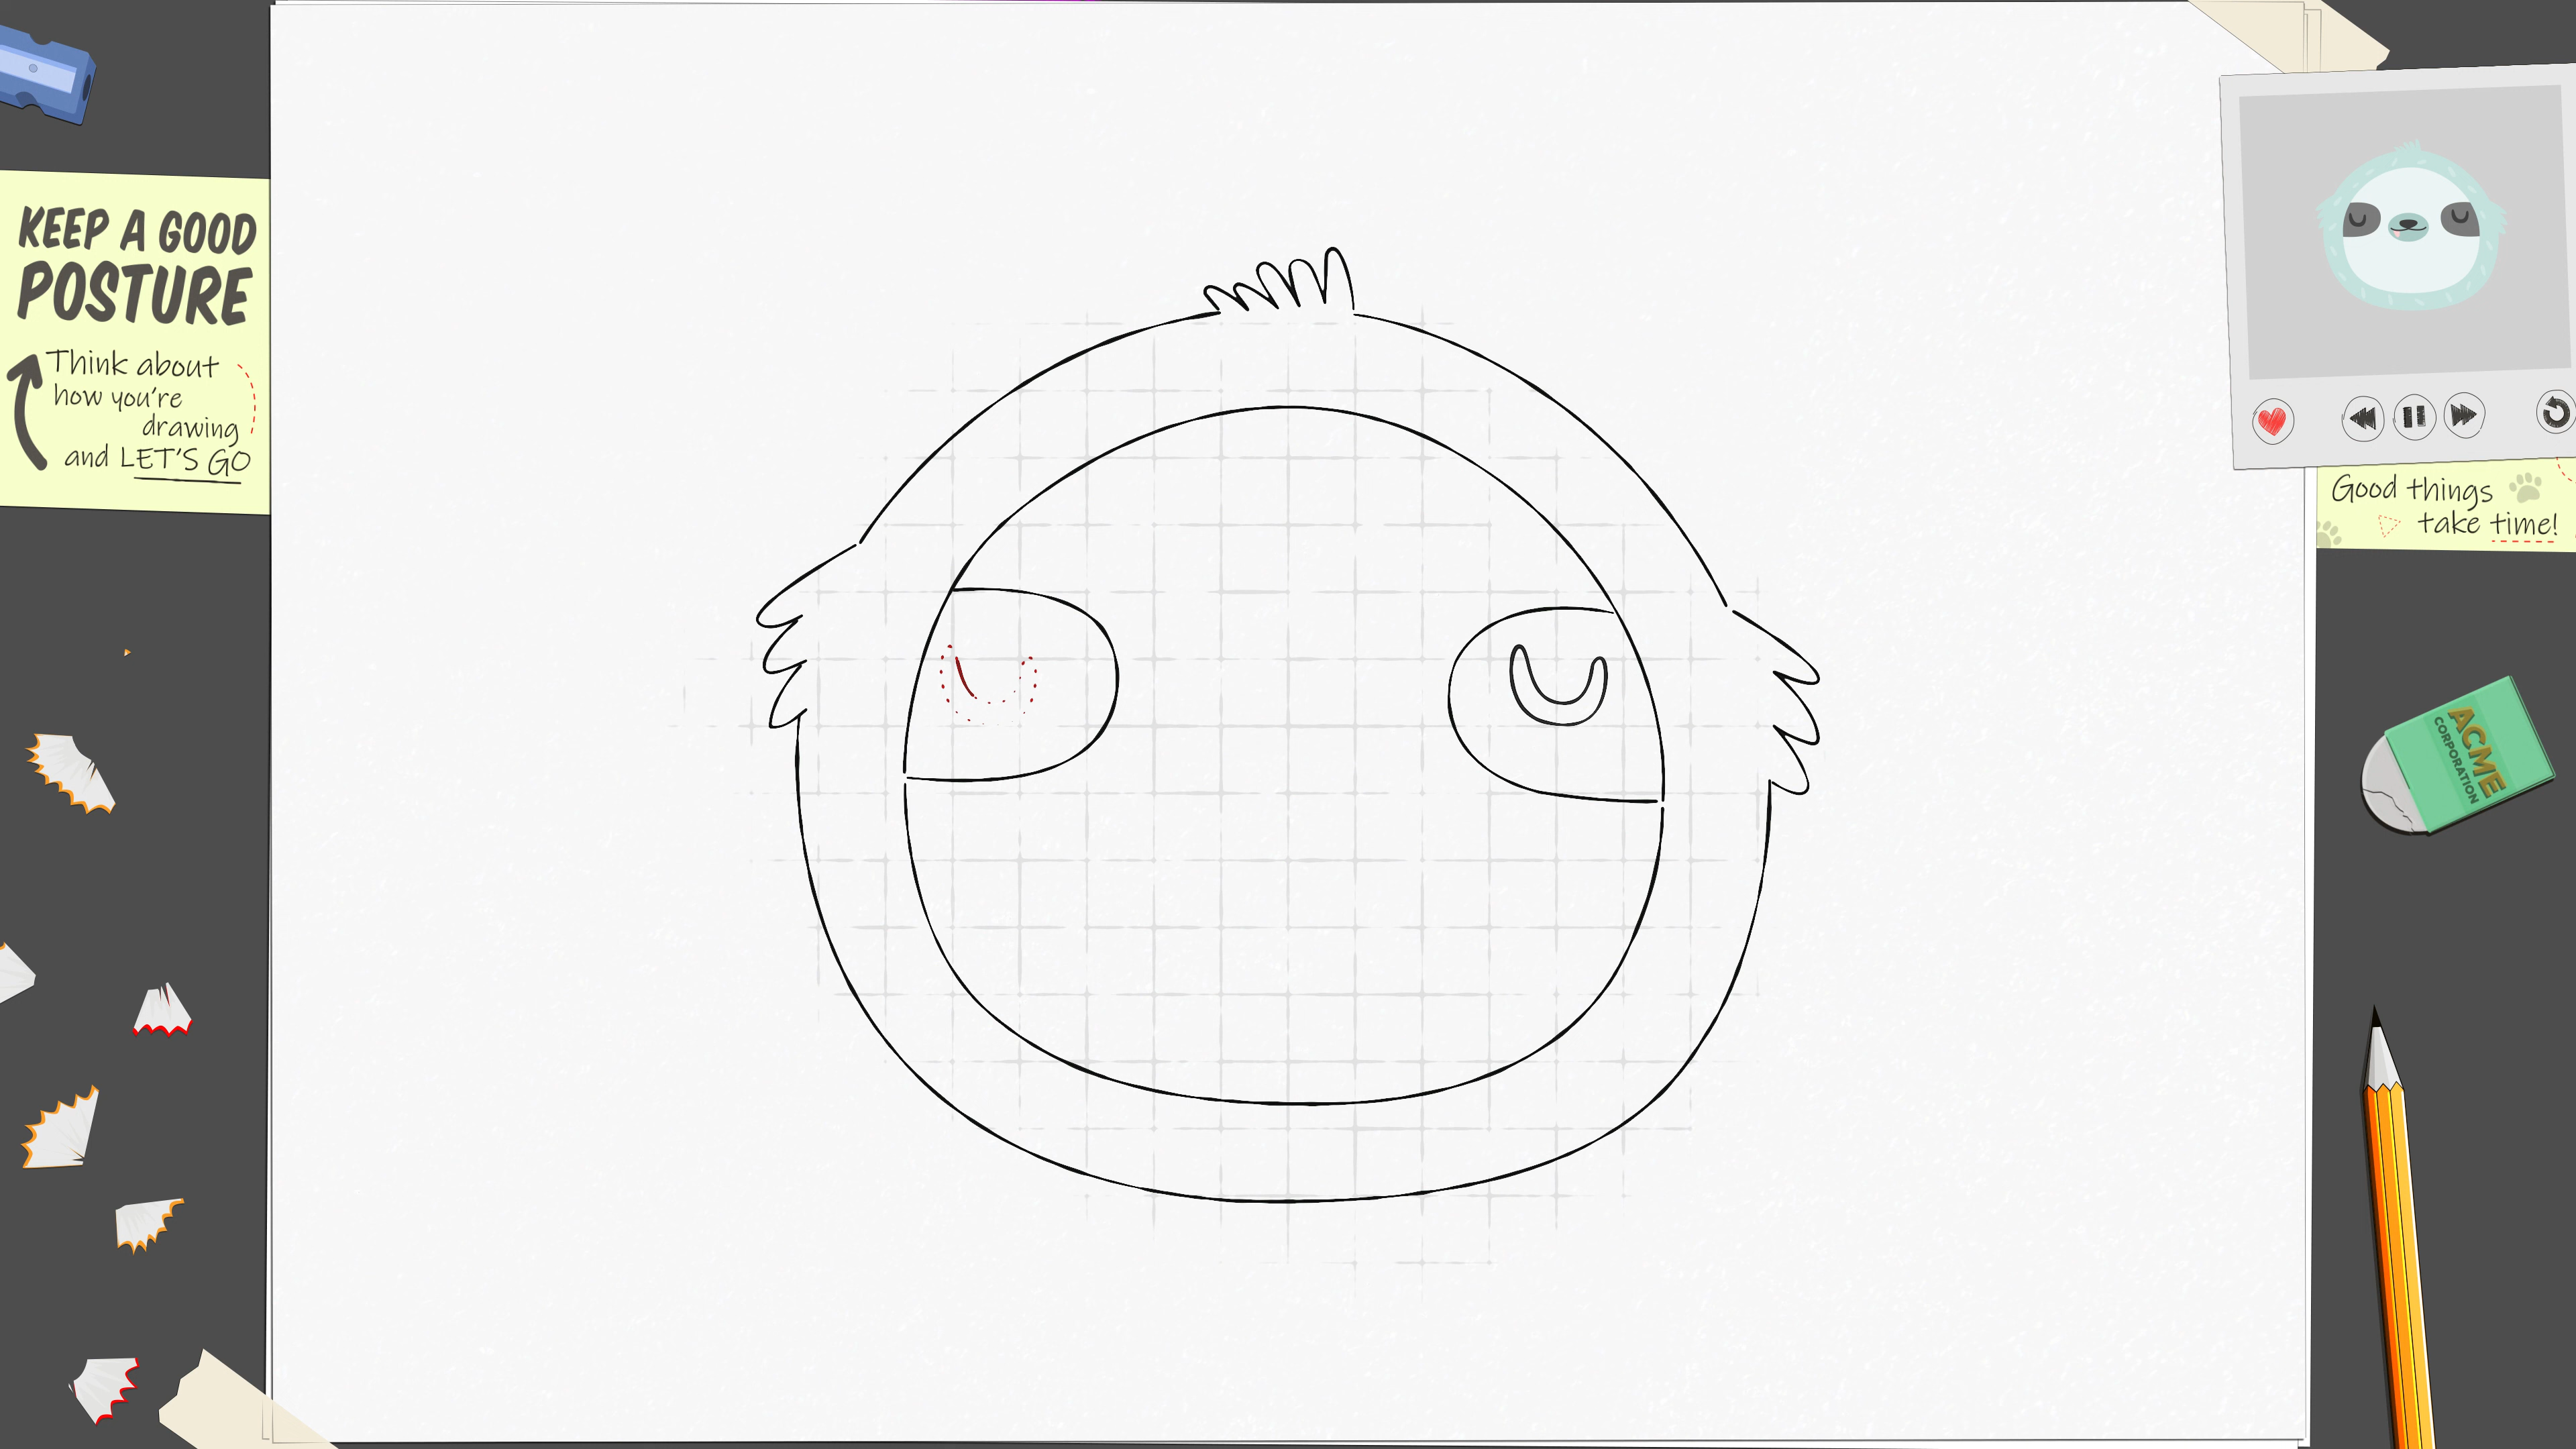 KEEP A GOOD
POSTURE
Think about
how you're
drawing
and LET'S GO
Good things
take time!
ACME
CORPORATION